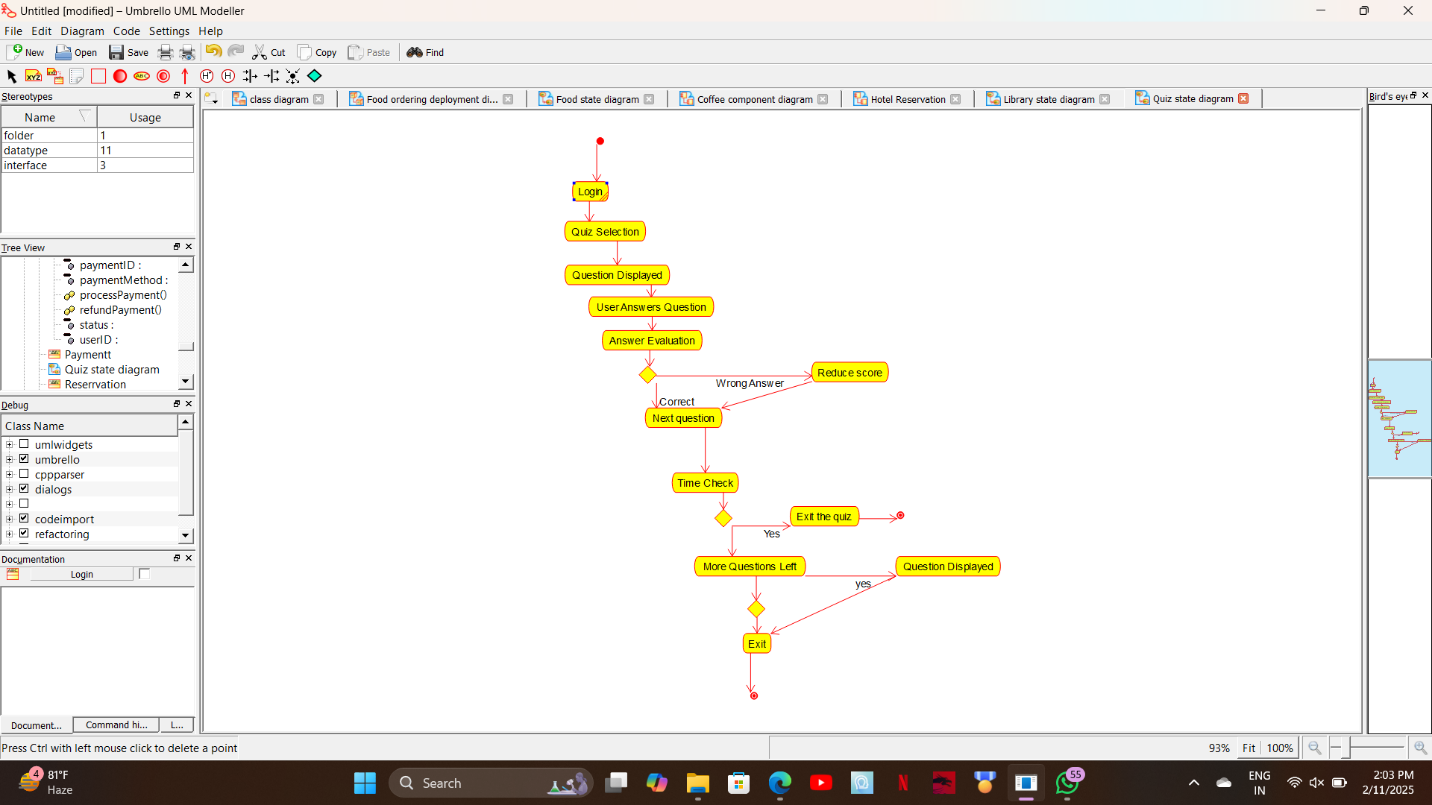 Untitled [modified] – Umbrello UML Modeller
File Edit Diagram Code Settings Help
New Open Save Cut Copy Paste Find
XYZ
Stereotypes
Name Usage
folder 1
datatype 11
interface 3
Tree View
paymentID :
paymentMethod :
processPayment()
refundPayment()
status :
userID :
Paymentt
Quiz state diagram
Reserrvation
Debug
Class Name
umlwidgets
umbrello
cppparser
dialogs
codeimport
refactoring
Documentation
Login
Document... Command hi... L...
class diagram Food ordering deployment di... Food state diagram Coffee component diagram Hotel Reservation Library state diagram Quiz state diagram
Bird's eye
Login
Quiz Selection
Question Displayed
User Answers Question
Answer Evaluation
Reduce score
Wrong Answer
Correct
Next question
Time Check
Exit the quiz
Yes
More Questions Left
Question Displayed
yes
Exit
Press Ctrl with left mouse click to delete a point
93% Fit 100%
4
81°F
Haze
Search
55
ENG
IN
2:03 PM
2/11/2025